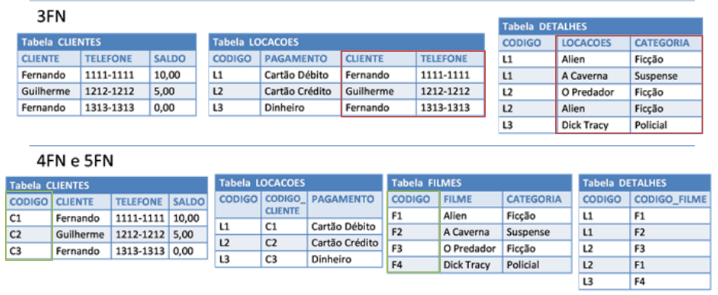 3FN
Tabela CLIENTES
CLIENTE TELEFONE SALDO
Fernando 1111-1111 10,00
Guilherme 1212-1212 5,00
Fernando 1313-1313 0,00
Tabela LOCACOES
CODIGO PAGAMENTO CLIENTE TELEFONE
L1 Cartão Débito Fernando 1111-1111
L2 Cartão Crédito Guilherme 1212-1212
L3 Dinheiro Fernando 1313-1313
Tabela DETALHES
CODIGO LOCACOES CATEGORIA
L1 Alien Ficção
L1 A Caverna Suspense
L2 O Predador Ficção
L2 Alien Ficção
L3 Dick Tracy Policial
4FN e 5FN
Tabela CLIENTES
CODIGO CLIENTE TELEFONE SALDO
C1 Fernando 1111-1111 10,00
C2 Guilherme 1212-1212 5,00
C3 Fernando 1313-1313 0,00
Tabela LOCACOES
CODIGO CODIGO_ PAGAMENTO
CLIENTE
L1 C1 Cartão Débito
L2 C2 Cartão Crédito
L3 C3 Dinheiro
Tabela FILMES
CODIGO FILME CATEGORIA
F1 Alien Ficção
F2 A Caverna Suspense
F3 O Predador Ficção
F4 Dick Tracy Policial
Tabela DETALHES
CODIGO CODIGO_FILME
L1 F1
L1 F2
L2 F3
L2 F1
L3 F4